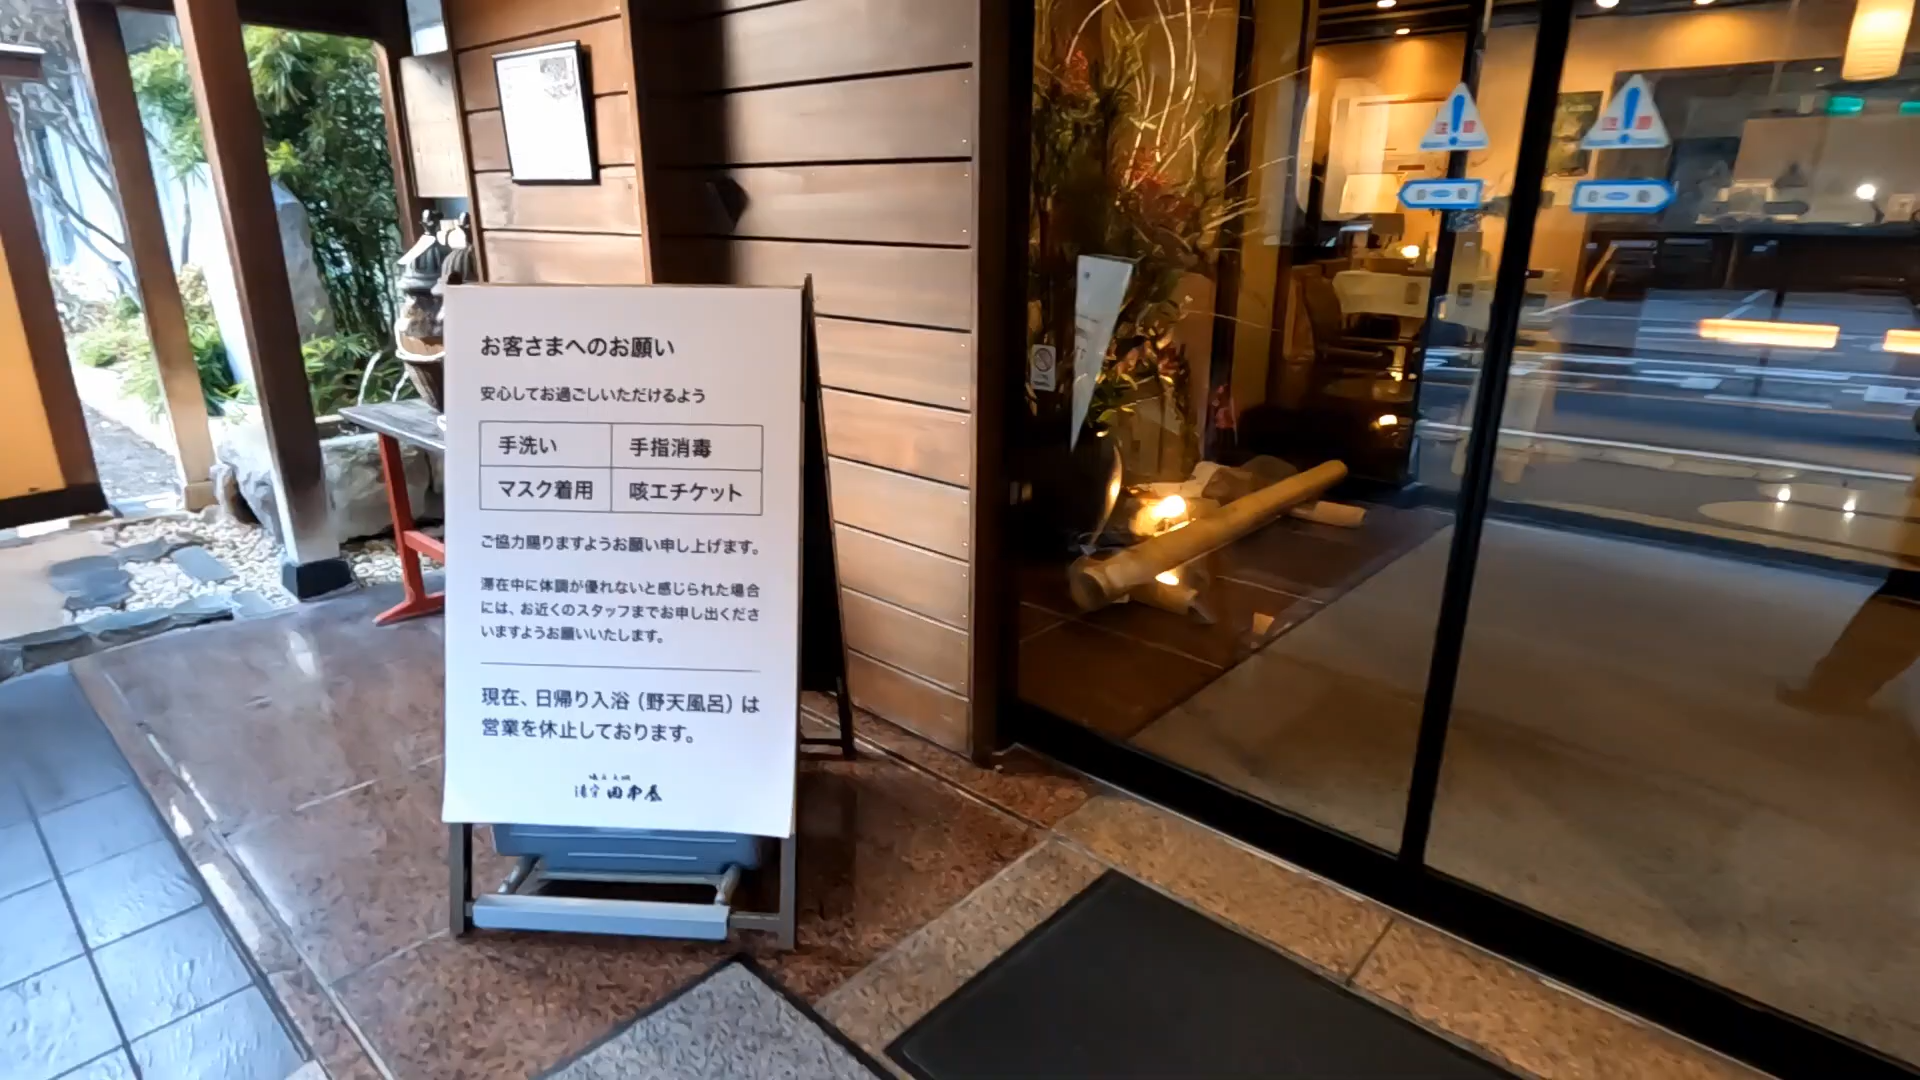 お客さまへのお願い
安心してお過ごしいただけるよう
手洗い 手指消毒
マスク着用 咳エチケット
ご協力賜りますようお願い申し上げます。
滞在中に体調が優れないと感じられた場合
には、お近くのスタッフまでお申し出くださ
いますようお願いいたします。
現在、日帰り入浴（野天風呂）は
営業を休止しております。